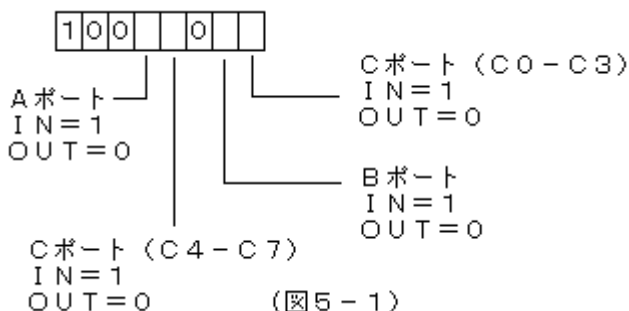 100 0
Cポート(C0-C3)
IN=1
OUT=0
Aポート
IN=1
OUT=0
Bポート
IN=1
OUT=0
Cポート(C4-C7)
IN=1
OUT=0
(図5-1)